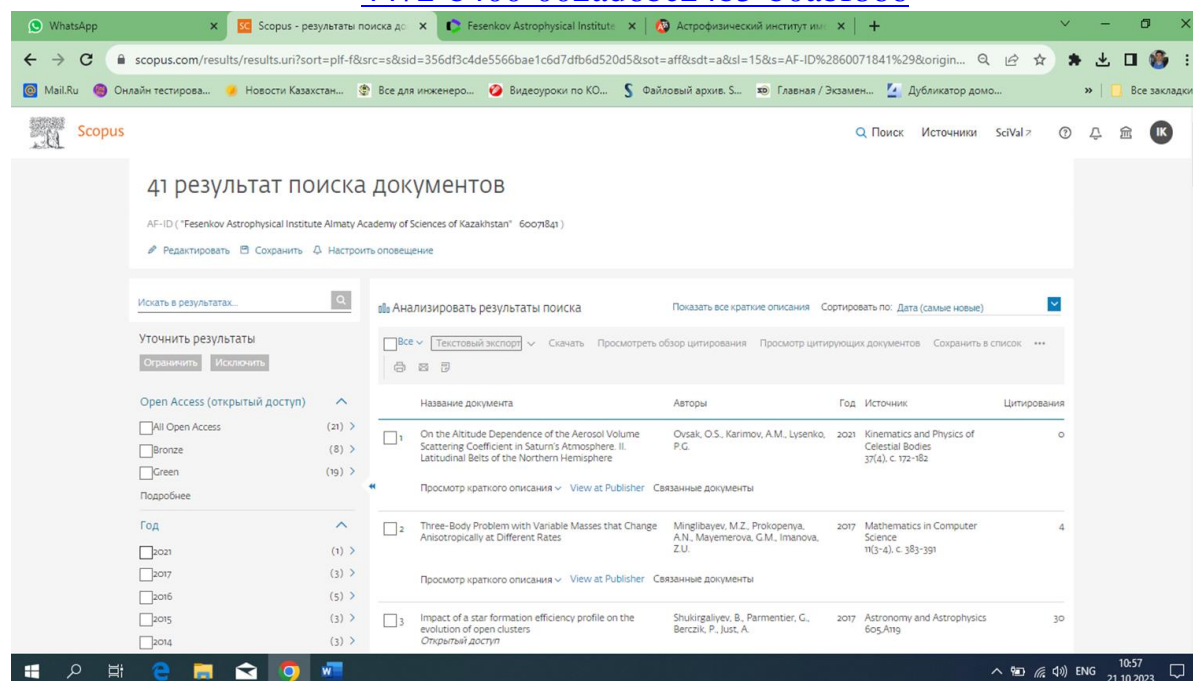 WhatsApp
Scopus - результаты поиска до
Fesenkov Astrophysical Institute
Астрофизический институт им
scopus.com/results/results.uri?sort=plf-f&src=s&sid=356df3c4de5566bae1c6d7dfb6d520d5&sot=aff&sdt=a&sl=15&s=AF-ID%2860071841%29&origin...
Mail.Ru
Онлайн тестирова...
Новости Казахстан...
Все для инженеро...
Видеоуроки по КО...
Файловый архив. S...
Главная / Экзамен...
Дубликатор домо...
»
Все закладки
Scopus
Поиск
Источники
SciVal
IK
41 результат поиска документов
AF-ID ( "Fesenkov Astrophysical Institute Almaty Academy of Sciences of Kazakhstan" 60071841 )
Редактировать
Сохранить
Настроить оповещение
Искать в результатах...
Уточнить результаты
Ограничить
Исключить
Open Access (открытый доступ)
All Open Access (21)
Bronze (8)
Green (19)
Подробнее
Год
2021 (1)
2017 (3)
2016 (5)
2015 (3)
2014 (3)
Анализировать результаты поиска
Показать все краткие описания
Сортировать по: Дата (самые новые)
Все
Текстовый экспорт
Скачать
Просмотреть обзор цитирования
Просмотр цитирующих документов
Сохранить в список
•••
Название документа Авторы Год Источник Цитирования
1 On the Altitude Dependence of the Aerosol Volume Ovsak, O.S., Karimov, A.M., Lysenko, 2021 Kinematics and Physics of 0
Scattering Coefficient in Saturn's Atmosphere. II. P.G. Celestial Bodies
Latitudinal Belts of the Northern Hemisphere 37(4), с. 172-182
Просмотр краткого описания View at Publisher Связанные документы
2 Three-Body Problem with Variable Masses that Change Minglibayev, M.Z., Prokopenya, 2017 Mathematics in Computer 4
Anisotropically at Different Rates A.N., Mayemerova, G.M., Imanova, Science
Z.U. 11(3-4), с. 383-391
Просмотр краткого описания View at Publisher Связанные документы
3 Impact of a star formation efficiency profile on the Shukirgaliyev, B., Parmentier, G., 2017 Astronomy and Astrophysics 30
evolution of open clusters Berczik, P., Just, A. 605,A119
Открытый доступ
ENG
10:57
21.10.2023